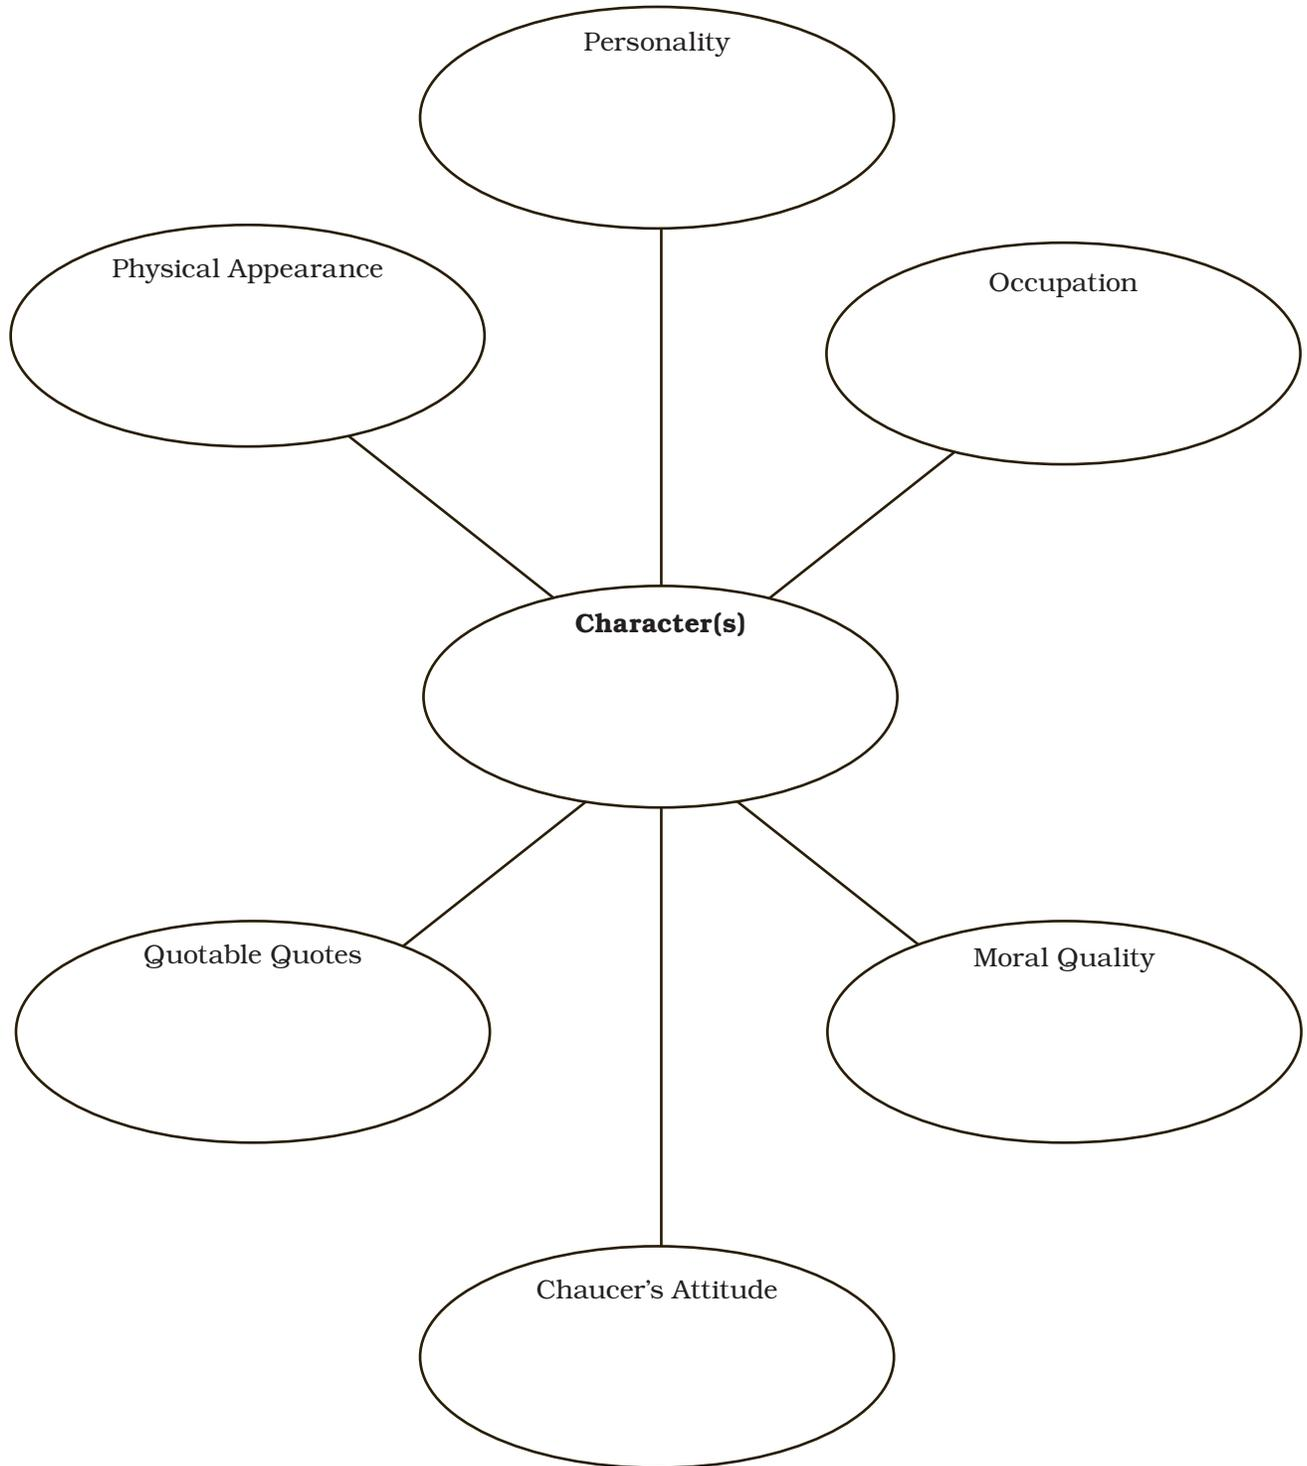 Personality
Physical Appearance
Occupation
Character(s)
Quotable Quotes
Moral Quality
Chaucer's Attitude